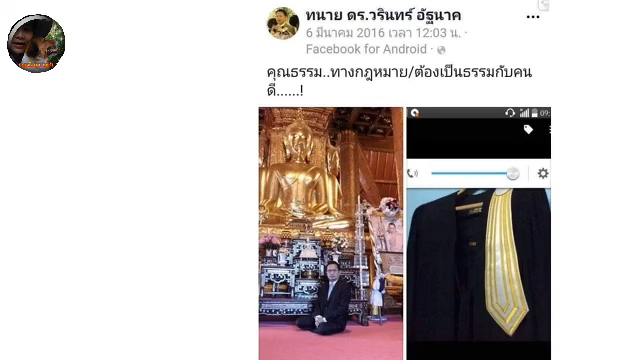 ทนาย ดร.วรินทร์ อัฐนาค
6 มีนาคม 2016 เวลา 12:03 น. ·
Facebook for Android ·
คุณธรรม..ทางกฎหมาย/ต้องเป็นธรรมกับคน
ดี......!
09: